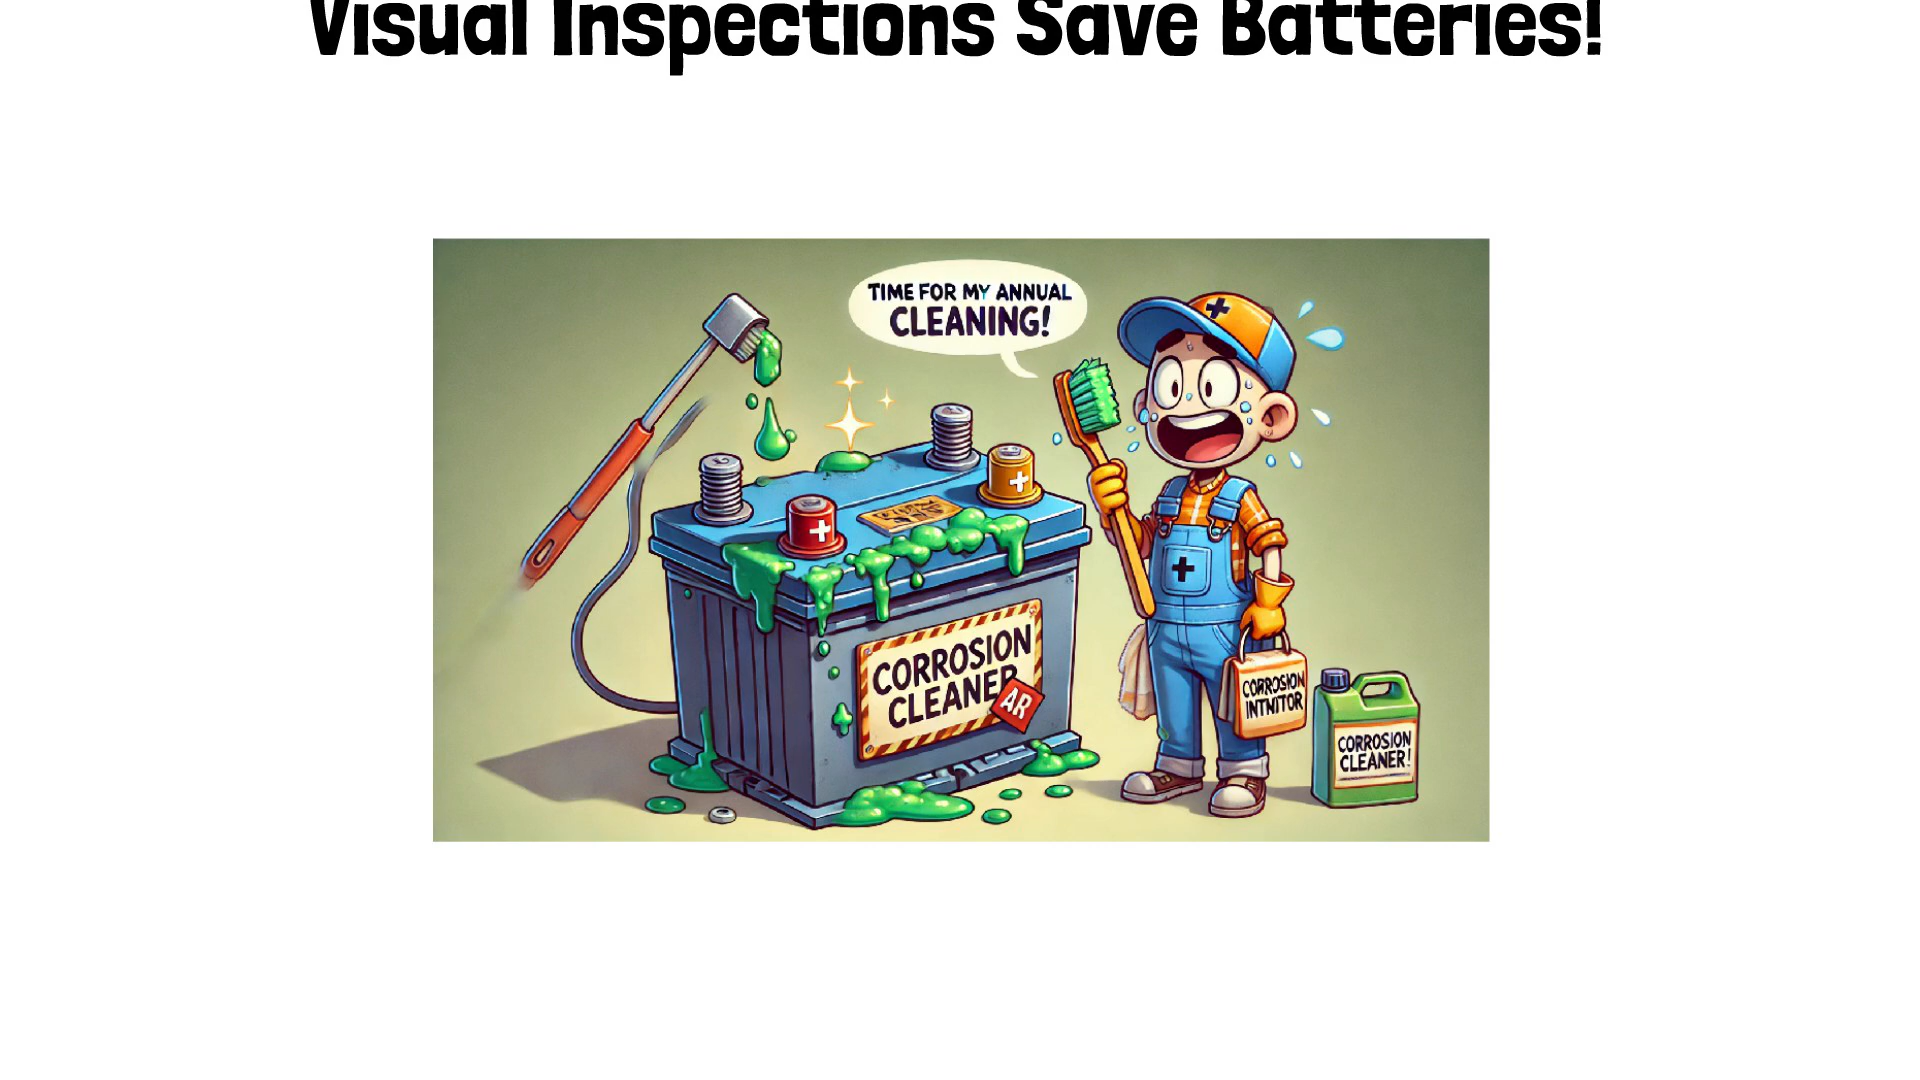 Visual Inspections Save Batteries!
TIME FOR MY ANNUAL
CLEANING!
CORROSION
CLEANER
AR
CORROSION
INTNITOR
CORROSION
CLEANER!